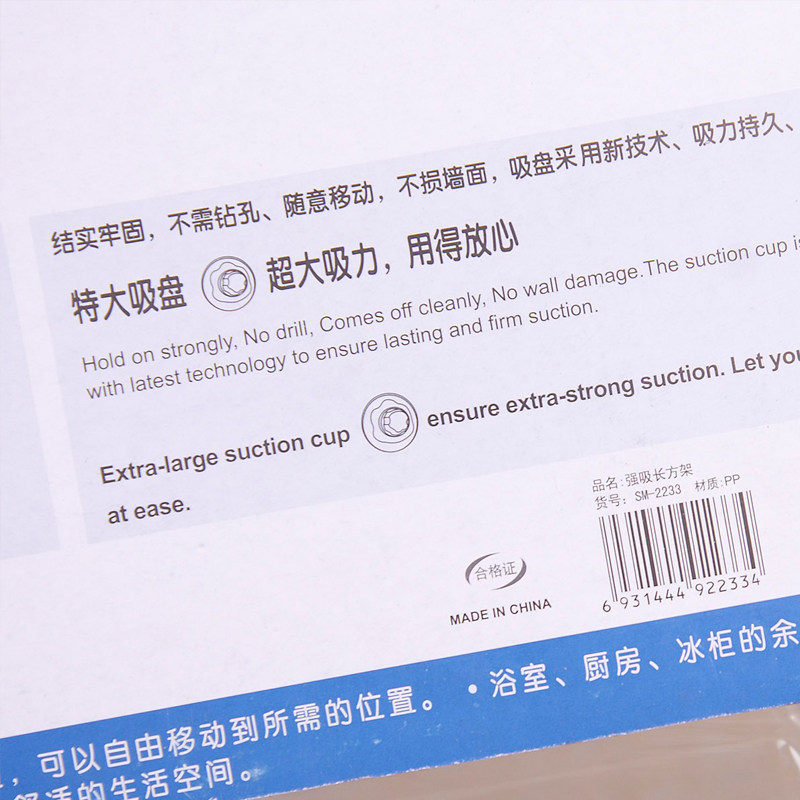 结实牢固，不需钻孔、随意移动，不损墙面，吸盘采用新技术、吸力持久、
特大吸盘 超大吸力，用得放心
Hold on strongly, No drill, Comes off cleanly, No wall damage.The suction cup is
with latest technology to ensure lasting and firm suction.
Extra-large suction cup ensure extra-strong suction. Let you
at ease.
品名:强吸长方架
货号: SM-2233 材质:PP
6 931444 922334
合格证
MADE IN CHINA
，可以自由移动到所需的位置。 • 浴室、厨房、冰柜的余
舒适的生活空间。